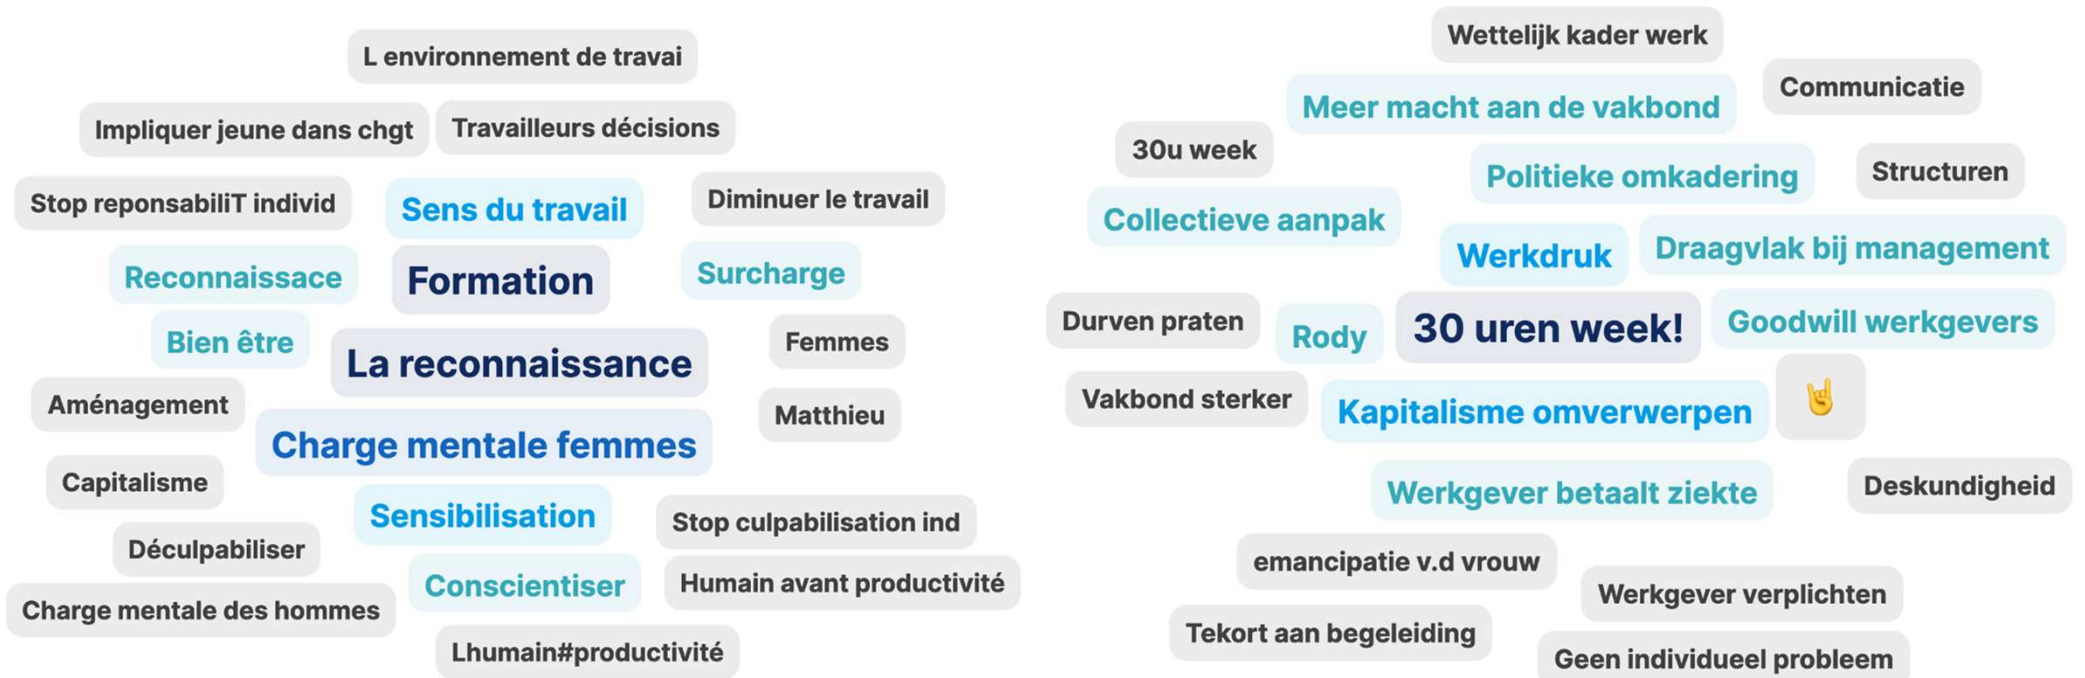 L environnement de travai
Impliquer jeune dans chgt
Travailleurs décisions
Stop reponsabiliT individ
Sens du travail
Diminuer le travail
Reconnaissace
Formation
Surcharge
Bien être
La reconnaissance
Femmes
Aménagement
Matthieu
Charge mentale femmes
Capitalisme
Sensibilisation
Stop culpabilisation ind
Déculpabiliser
Conscientiser
Humain avant productivité
Charge mentale des hommes
Lhumain#productivité
Wettelijk kader werk
Meer macht aan de vakbond
Communicatie
30u week
Politieke omkadering
Structuren
Collectieve aanpak
Werkdruk
Draagvlak bij management
Durven praten
Rody
30 uren week!
Goodwill werkgevers
Vakbond sterker
Kapitalisme omverwerpen
🤘
Werkgever betaalt ziekte
Deskundigheid
emancipatie v.d vrouw
Werkgever verplichten
Tekort aan begeleiding
Geen individueel probleem